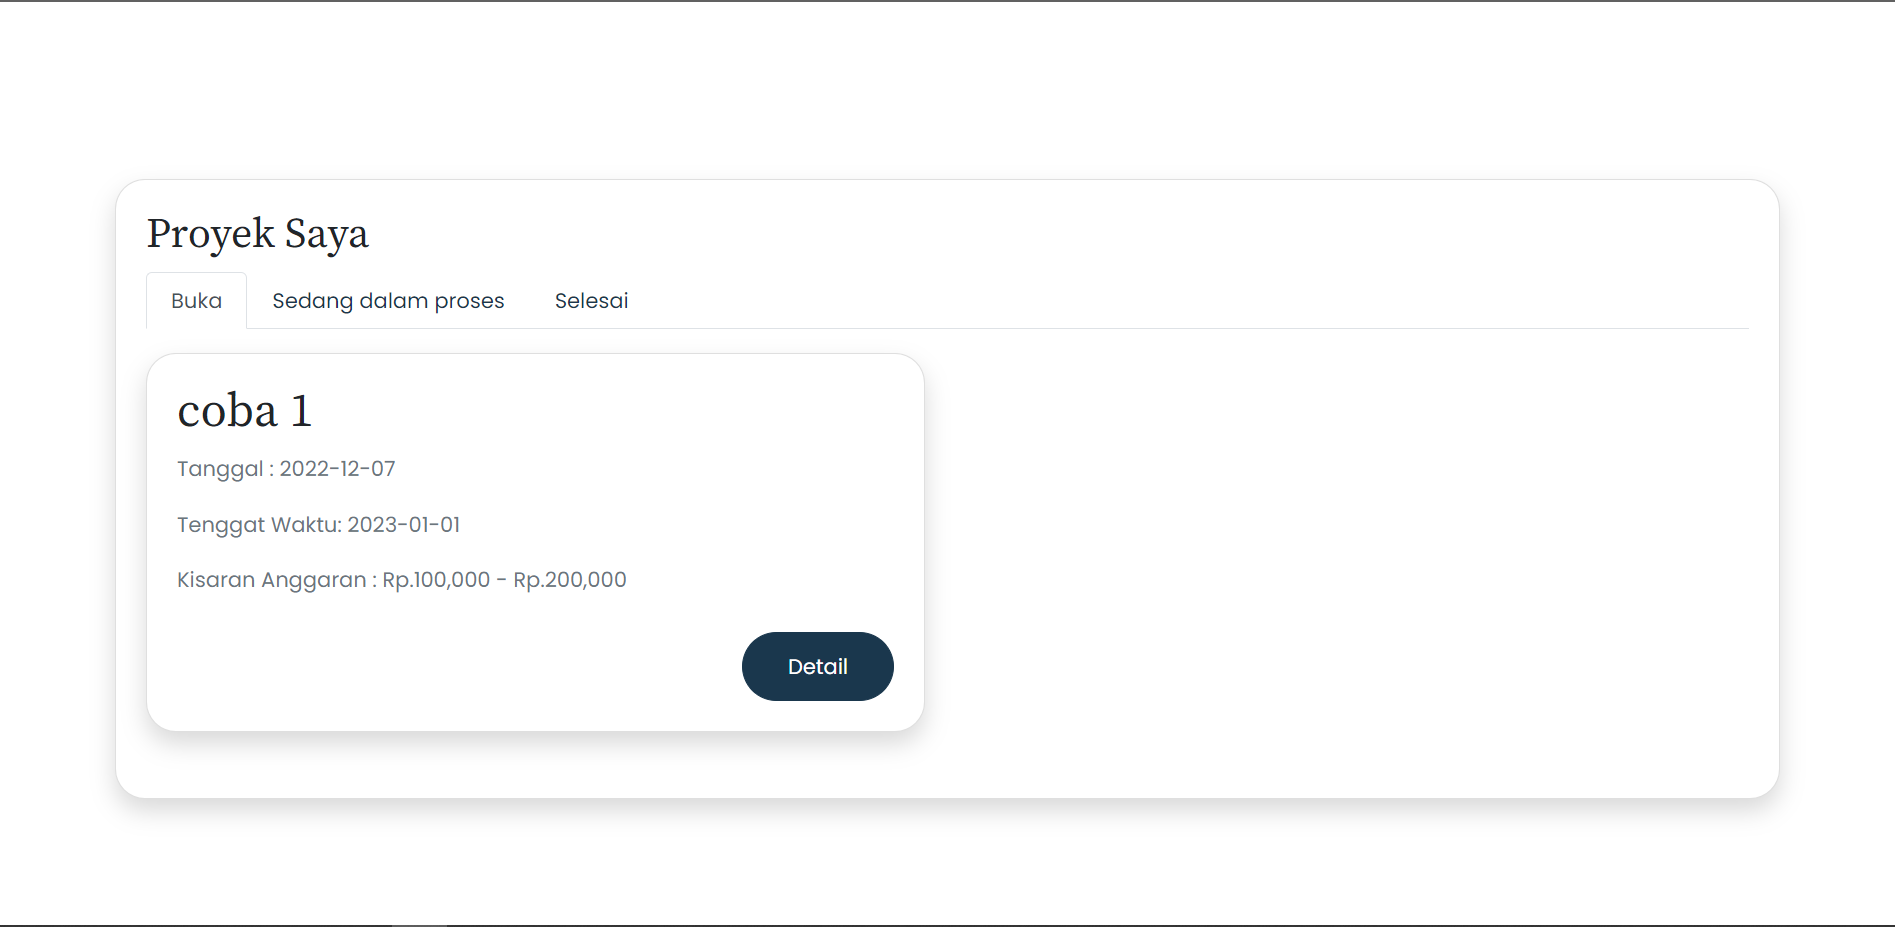 Proyek Saya
Buka Sedang dalam proses Selesai
coba 1
Tanggal : 2022-12-07
Tenggat Waktu: 2023-01-01
Kisaran Anggaran : Rp.100,000 - Rp.200,000
Detail